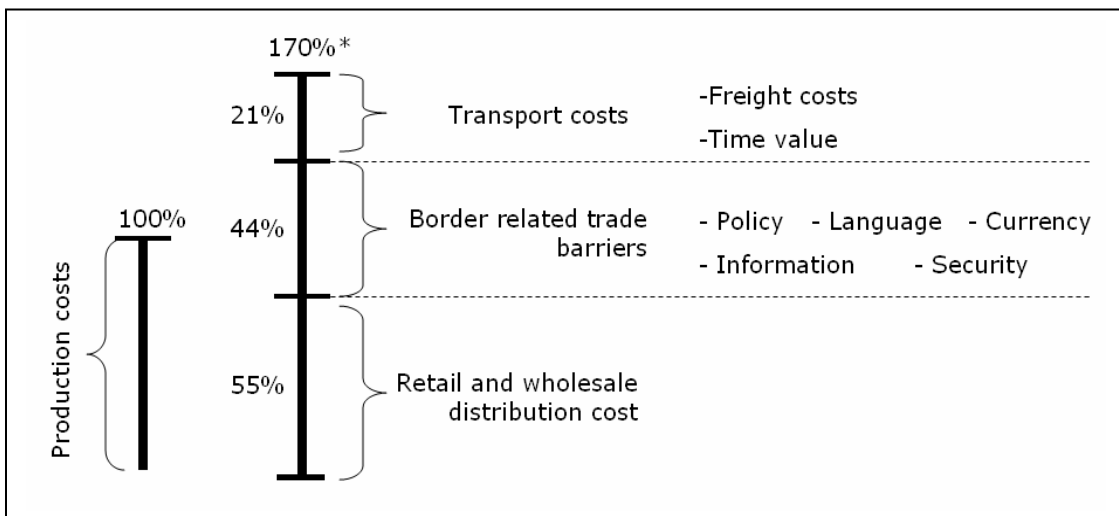 170%*
21%
Transport costs
-Freight costs
-Time value
100%
44%
Border related trade
barriers
- Policy - Language - Currency
- Information - Security
Production costs
55%
Retail and wholesale
distribution cost